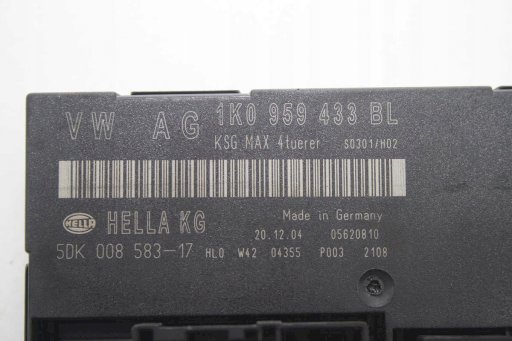 VW AG 1K0 959 433 BL
KSG MAX 4tuerer S0301/H02
HELLA HELLA KG Made in Germany
20.12.04 05620810
5DK 008 583-17 HL0 W42 04355 P003 2108